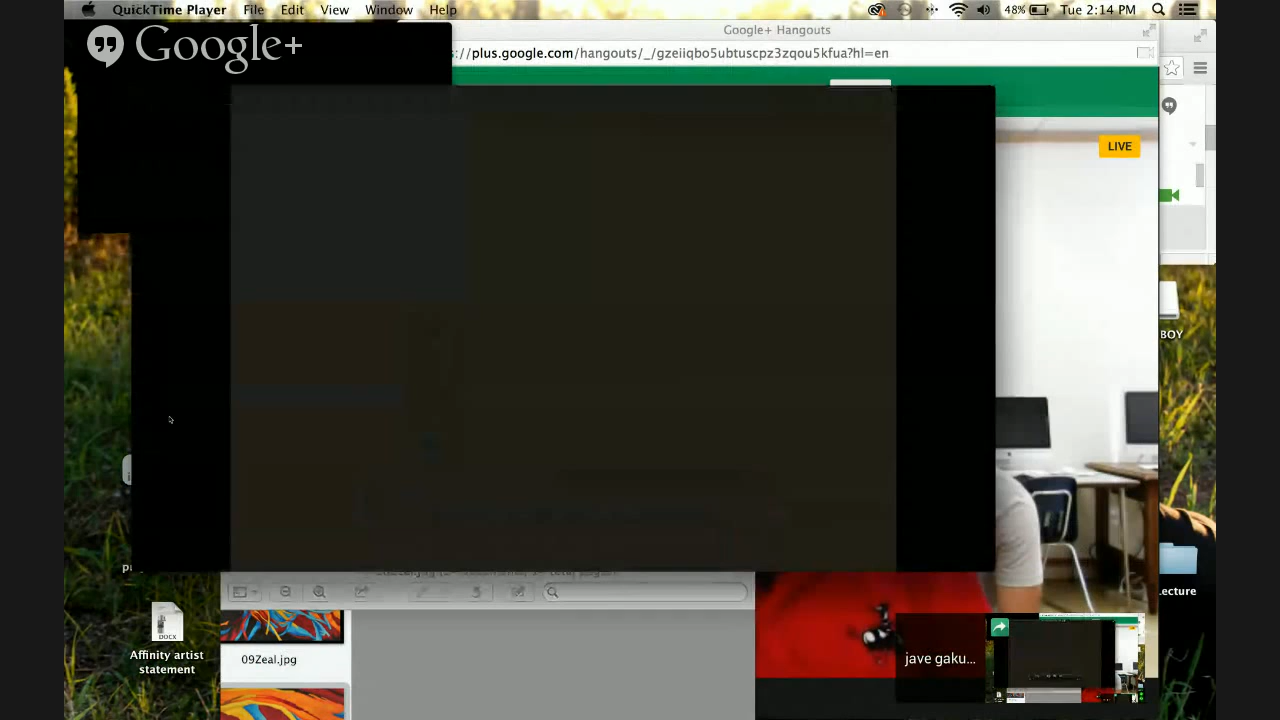 QuickTime Player File Edit View Window Help 48% Tue 2:14 PM
Google+
Google+ Hangouts
s://plus.google.com/hangouts/_/gzeiiqbo5ubtuscpz3zqou5kfua?hl=en
LIVE
BOY
Lecture
DOCX
Affinity artist
statement
09Zeal.jpg
jave gaku...